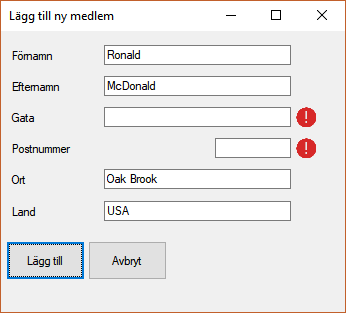 Lägg till ny medlem
Förnamn Ronald
Efternamn McDonald
Gata
Postnummer
Ort Oak Brook
Land USA
Lägg till Avbryt